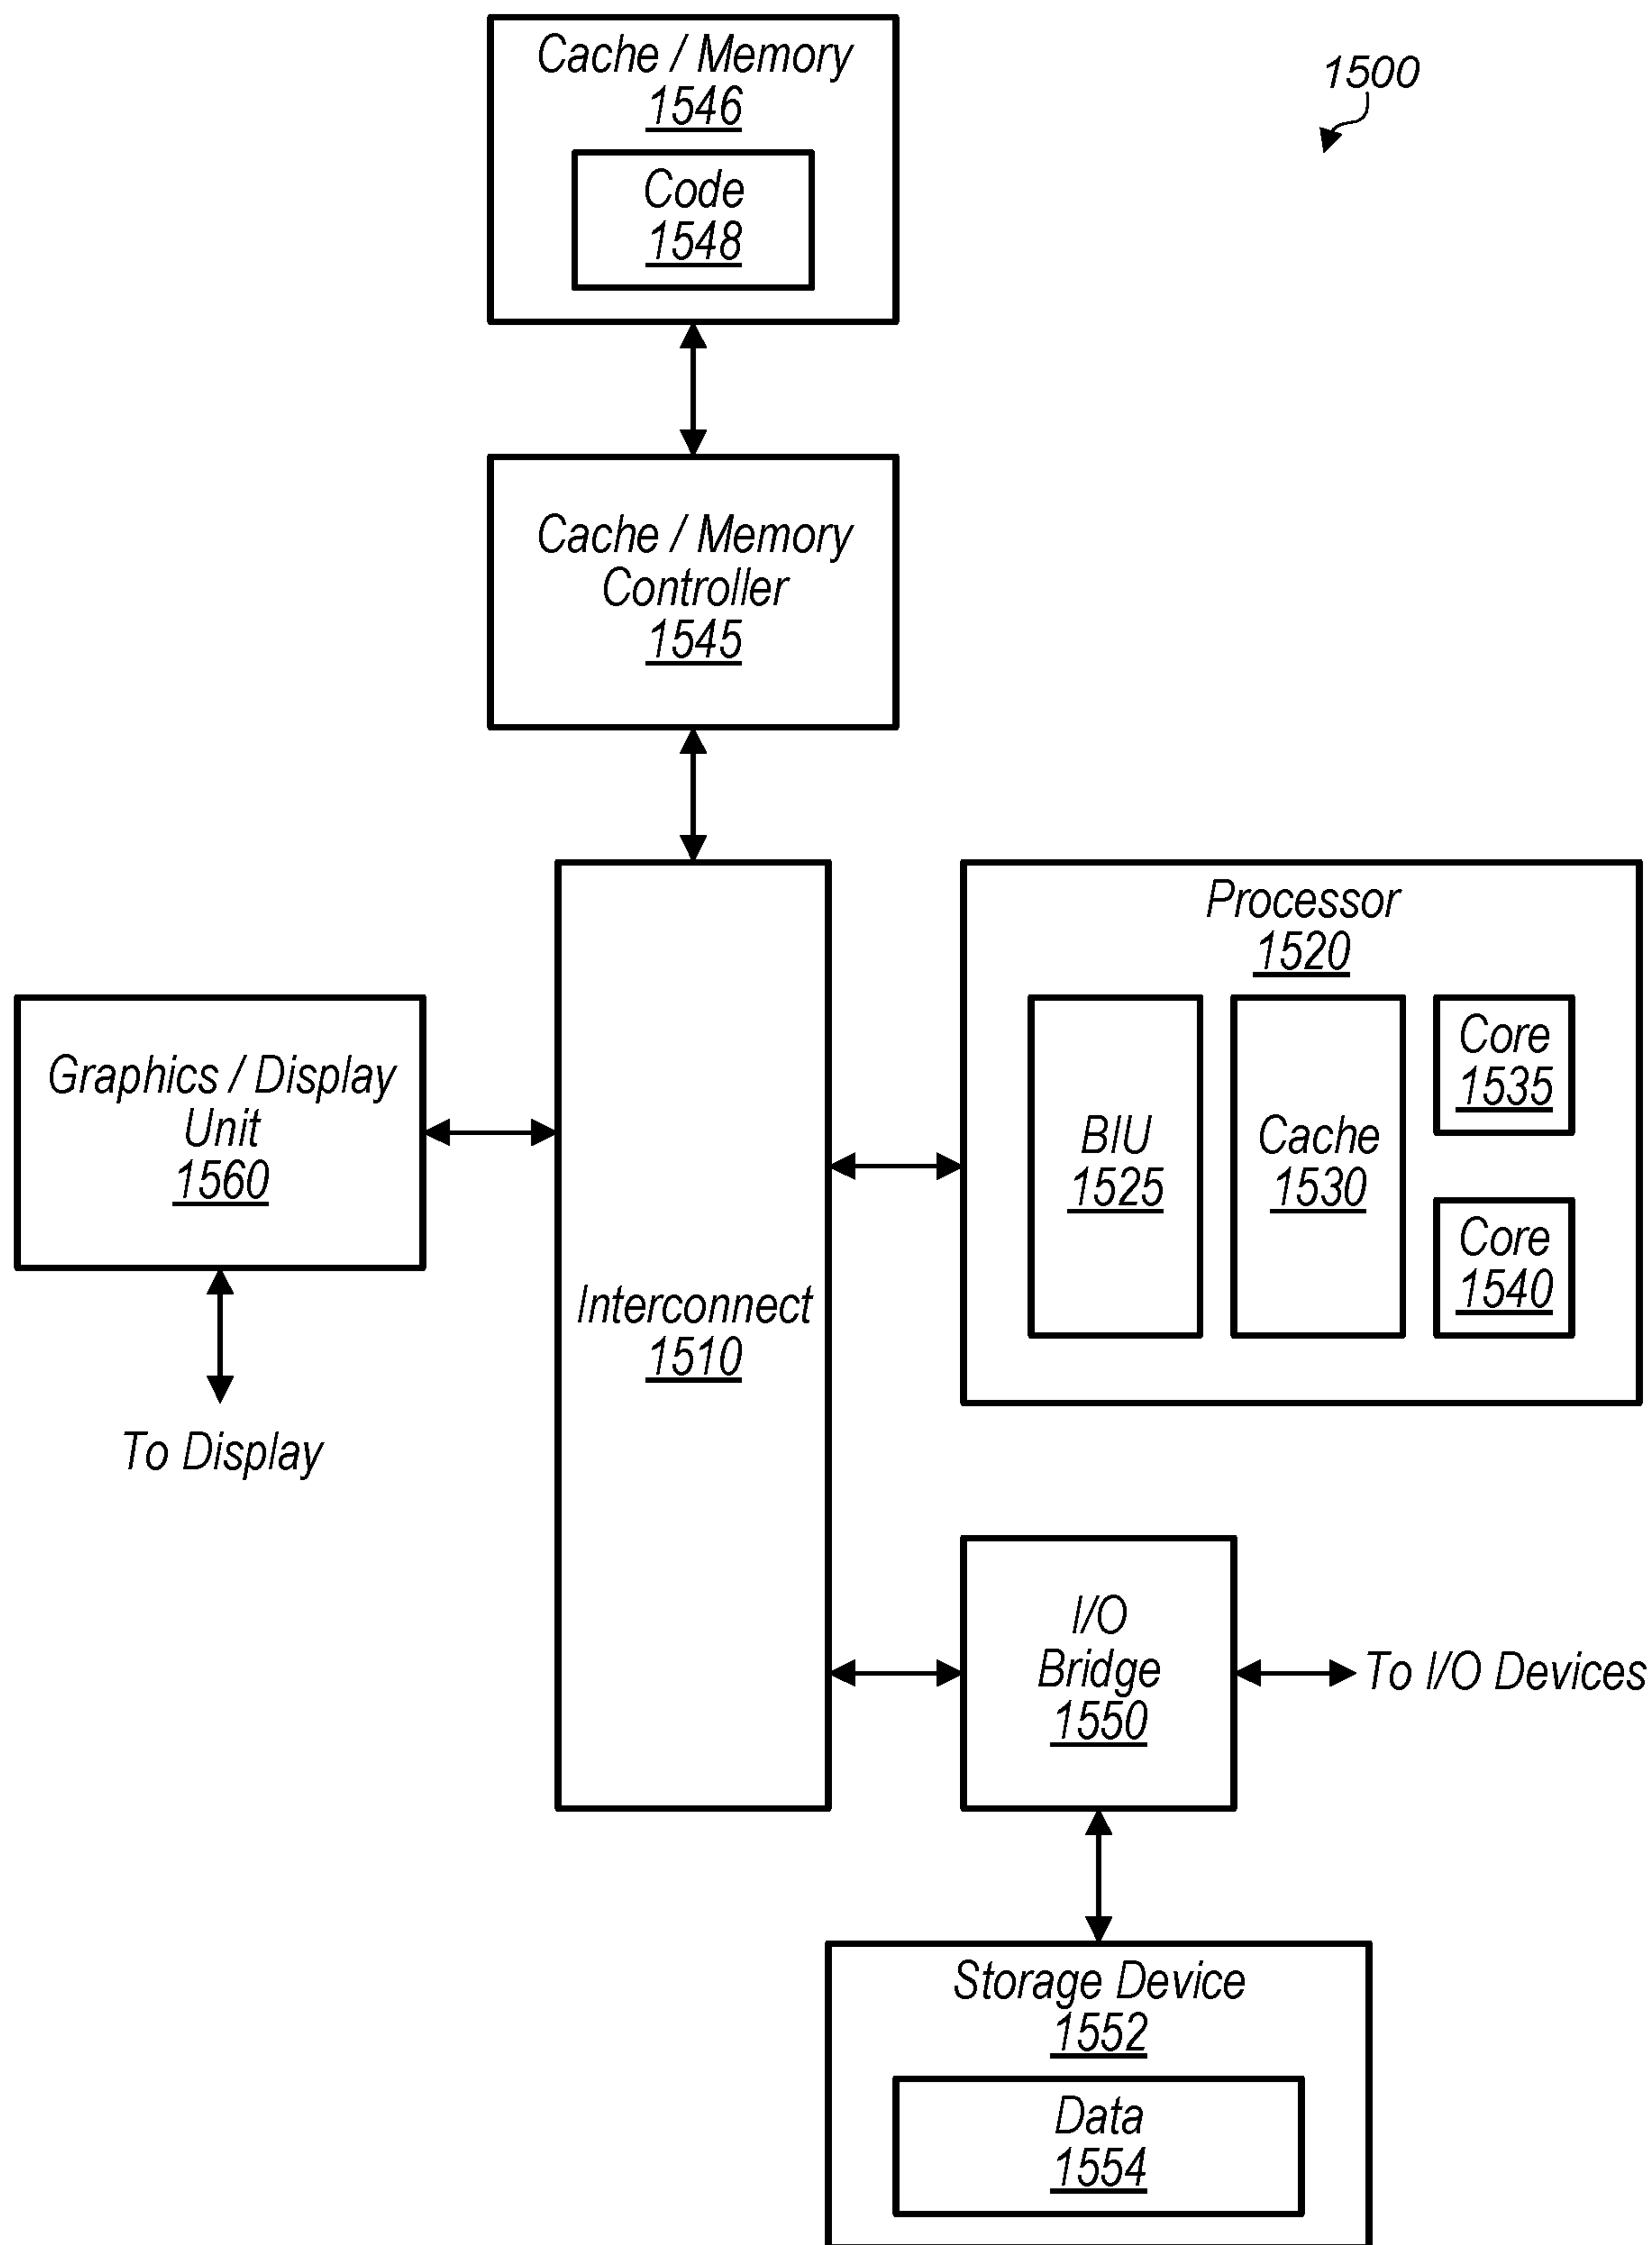 Cache / Memory
1546
Code
1548
1500
Cache / Memory
Controller
1545
Processor
1520
BIU
1525
Cache
1530
Core
1535
Core
1540
Graphics / Display
Unit
1560
To Display
Interconnect
1510
I/O
Bridge
1550
To I/O Devices
Storage Device
1552
Data
1554